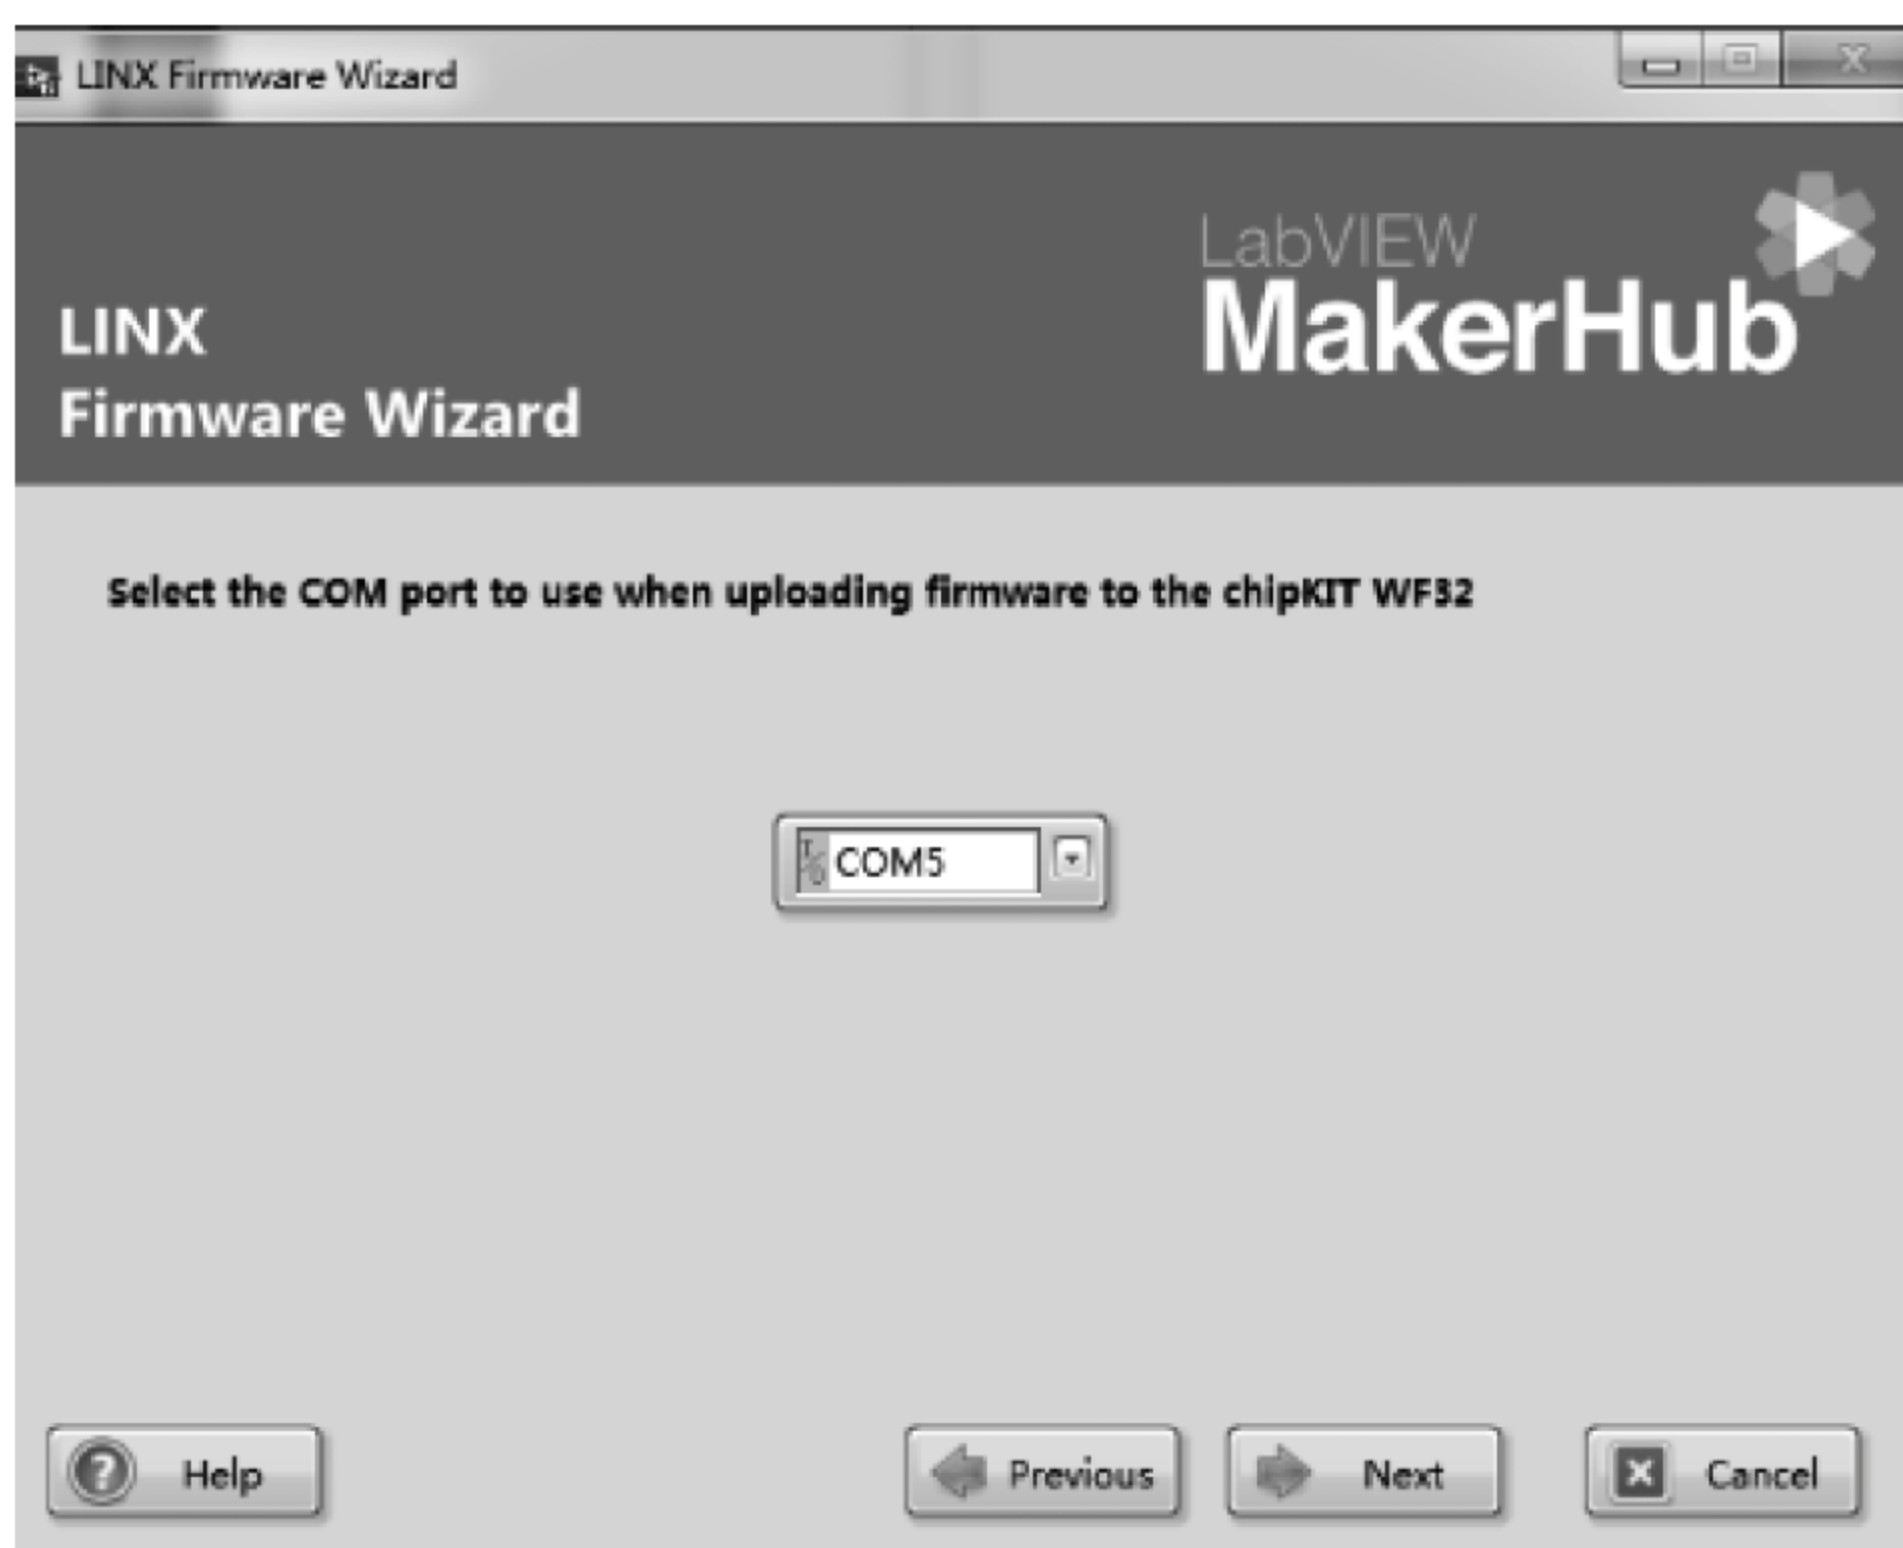 LINX Firmware Wizard
LabVIEW
MakerHub
LINX
Firmware Wizard
Select the COM port to use when uploading firmware to the chipKIT WF32
I/O COM5
Help
Previous
Next
Cancel